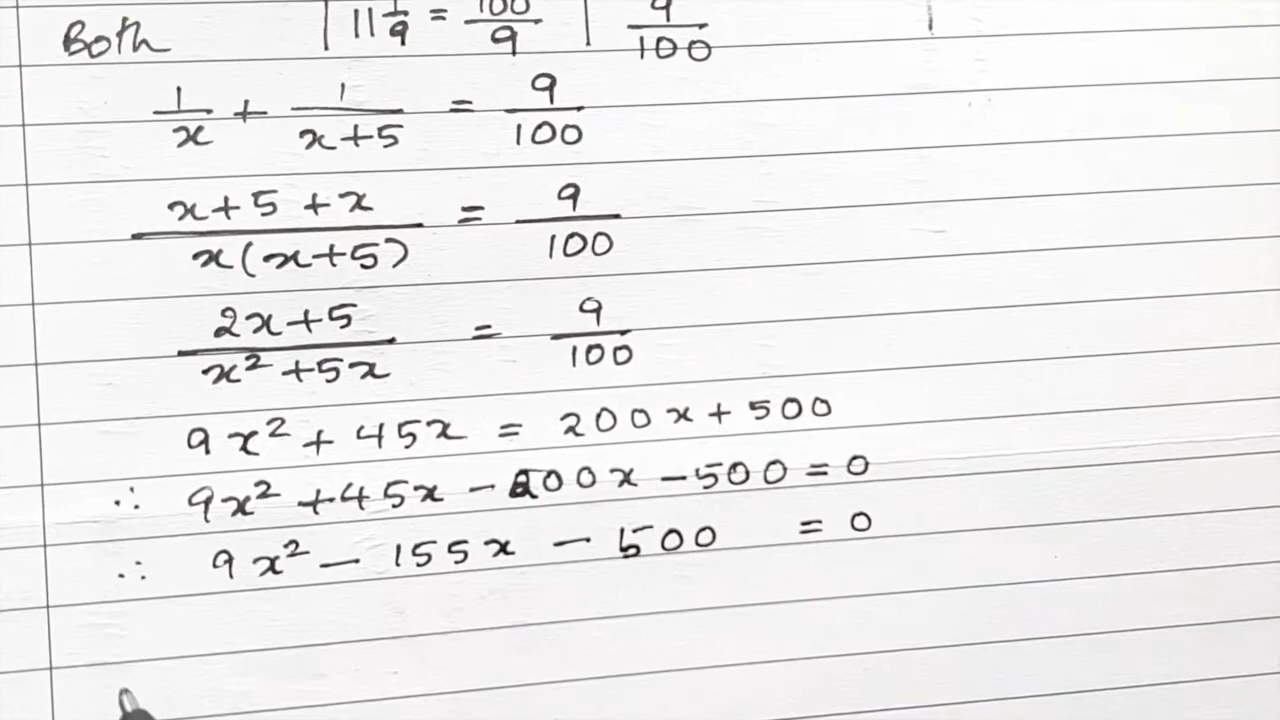 Both | 11 1/9 = 100/9 | 9/100 |
1/x + 1/(x+5) = 9/100
(x+5+x)/(x(x+5)) = 9/100
(2x+5)/(x²+5x) = 9/100
9x² + 45x = 200x + 500
∴ 9x² + 45x - 200x - 500 = 0
∴ 9x² - 155x - 500 = 0